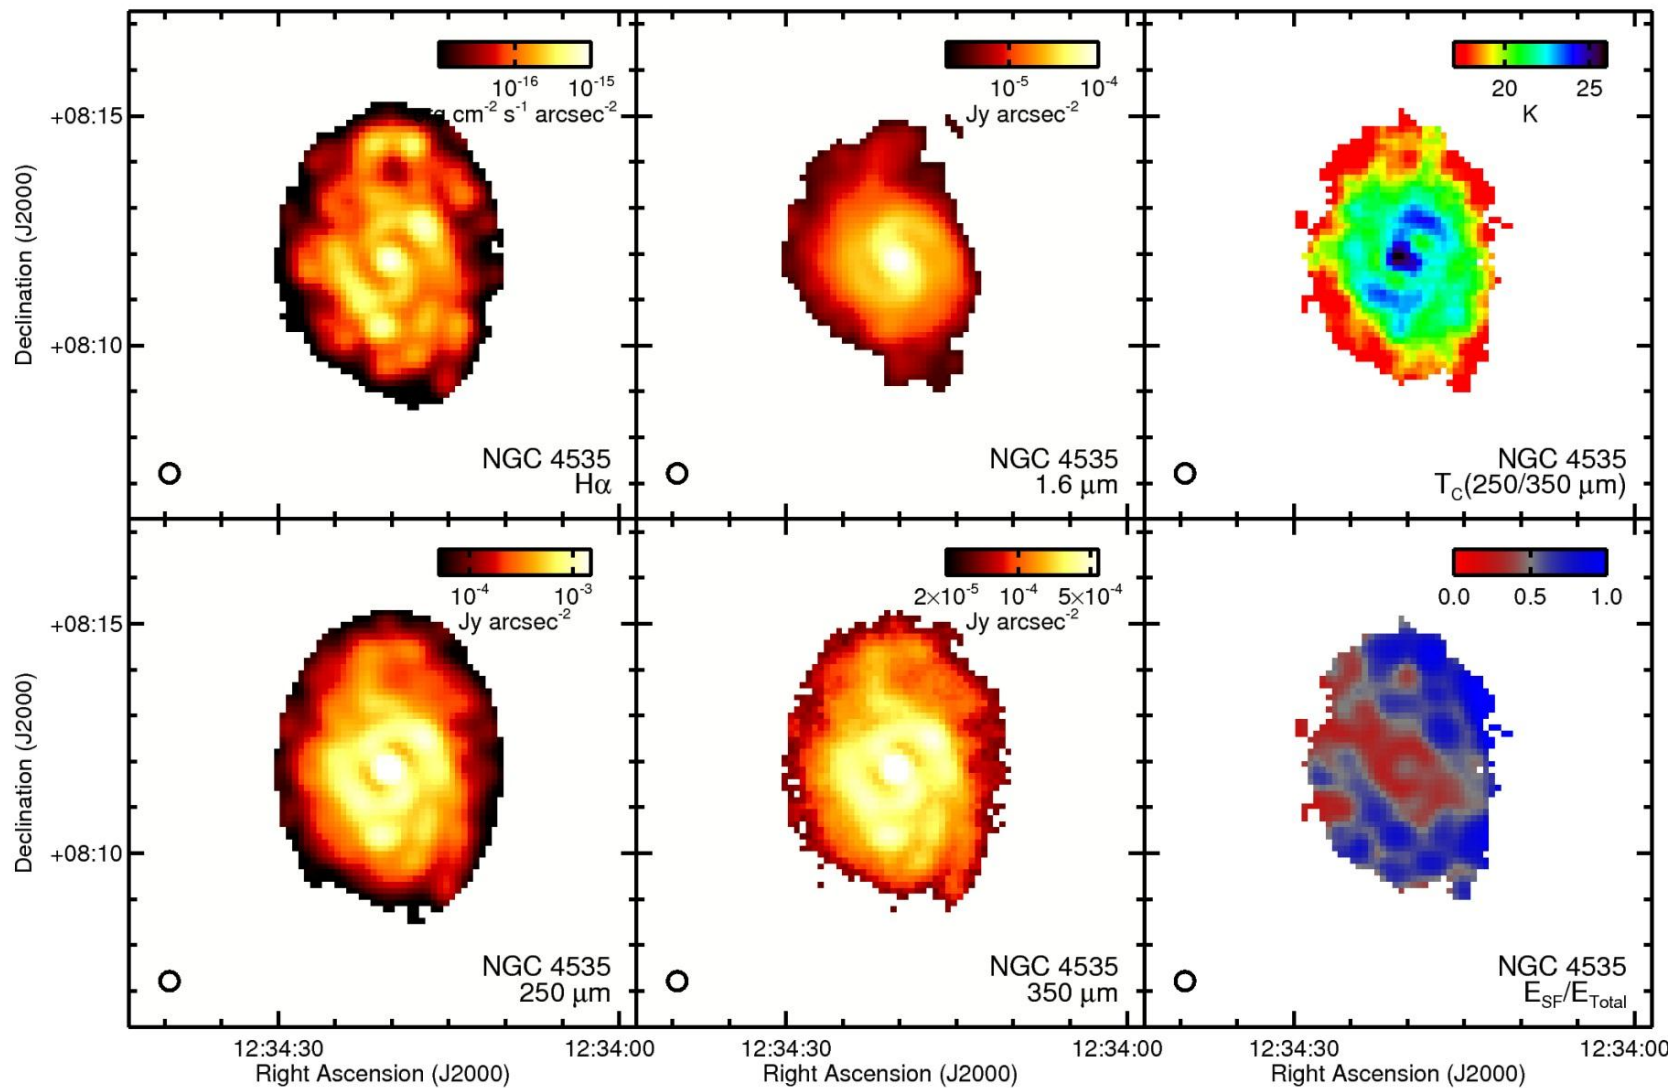 10⁻¹⁶ 10⁻¹⁵
cm⁻² s⁻¹ arcsec⁻²
10⁻⁵ 10⁻⁴
Jy arcsec⁻²
20 25
K
+08:15
+08:10
Declination (J2000)
NGC 4535
Hα
NGC 4535
1.6 μm
NGC 4535
T_C(250/350 μm)
10⁻⁴ 10⁻³
Jy arcsec⁻²
2×10⁻⁵ 10⁻⁴ 5×10⁻⁴
Jy arcsec⁻²
0.0 0.5 1.0
+08:15
+08:10
Declination (J2000)
NGC 4535
250 μm
NGC 4535
350 μm
NGC 4535
E_SF/E_Total
12:34:30 12:34:00
12:34:30 12:34:00
12:34:30 12:34:00
Right Ascension (J2000)
Right Ascension (J2000)
Right Ascension (J2000)